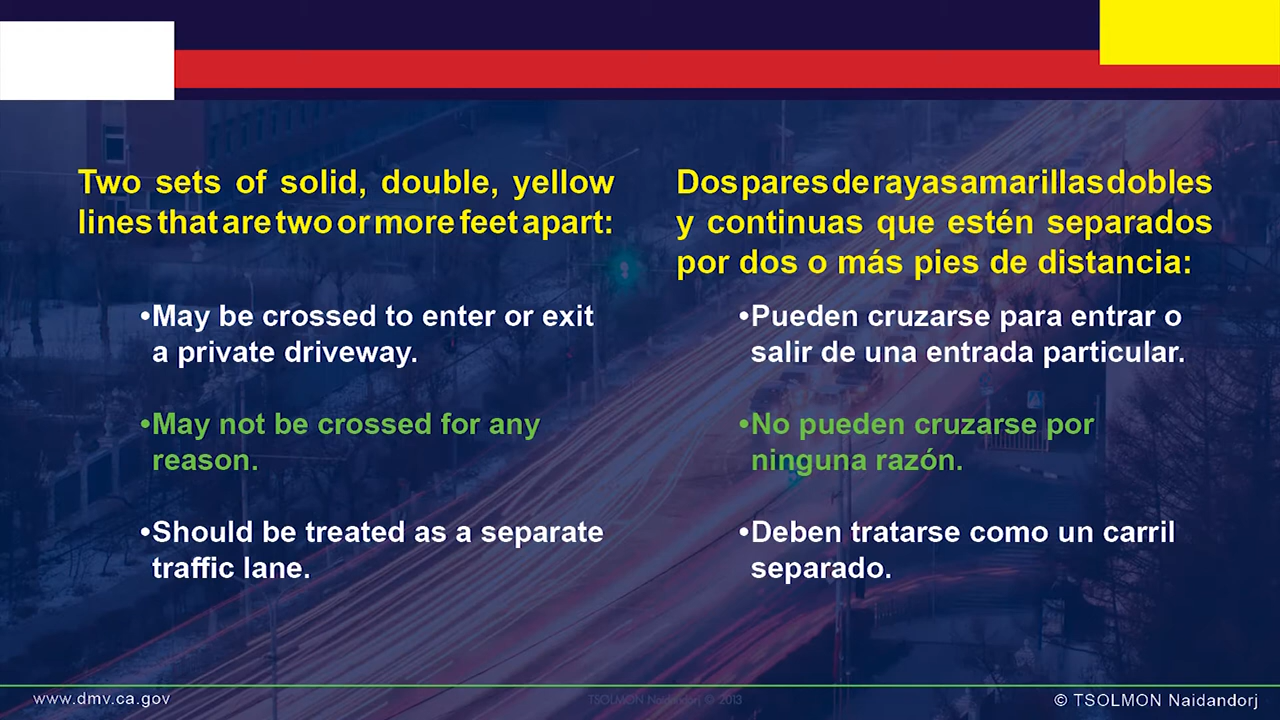 Two sets of solid, double, yellow
lines that are two or more feet apart:
•May be crossed to enter or exit
a private driveway.
•May not be crossed for any
reason.
•Should be treated as a separate
traffic lane.
Dos pares de rayas amarillas dobles
y continuas que estén separados
por dos o más pies de distancia:
•Pueden cruzarse para entrar o
salir de una entrada particular.
•No pueden cruzarse por
ninguna razón.
•Deben tratarse como un carril
separado.
www.dmv.ca.gov
TSOLMON Naidandorj © 2013
© TSOLMON Naidandorj